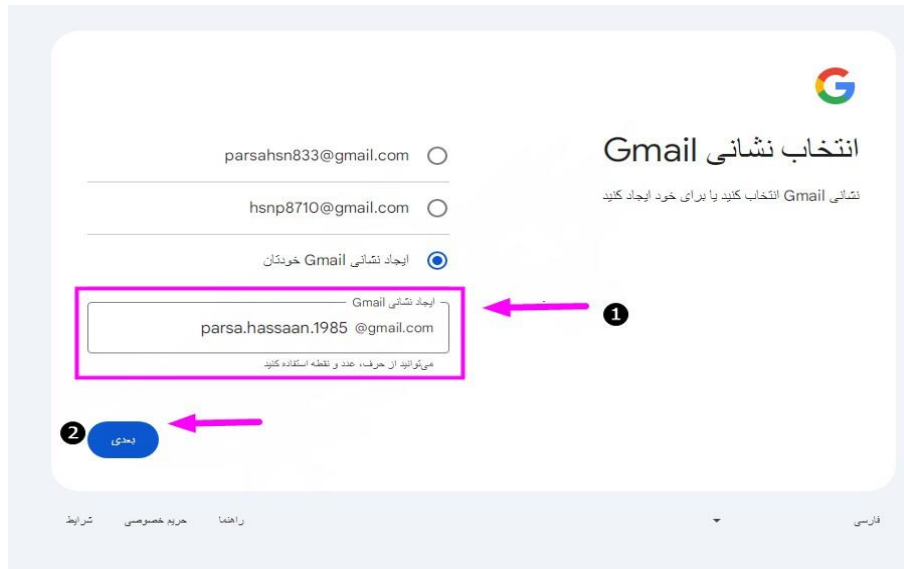 انتخاب نشانی Gmail
نشانی Gmail انتخاب کنید یا برای خود ایجاد کنید
parsahsn833@gmail.com
hsnp8710@gmail.com
ایجاد نشانی Gmail خودتان
ایجاد نشانی Gmail
parsa.hassaan.1985 @gmail.com
می‌توانید از حرف، عدد و نقطه استفاده کنید
1
2
بعدی
فارسی
راهنما
حریم خصوصی
شرایط